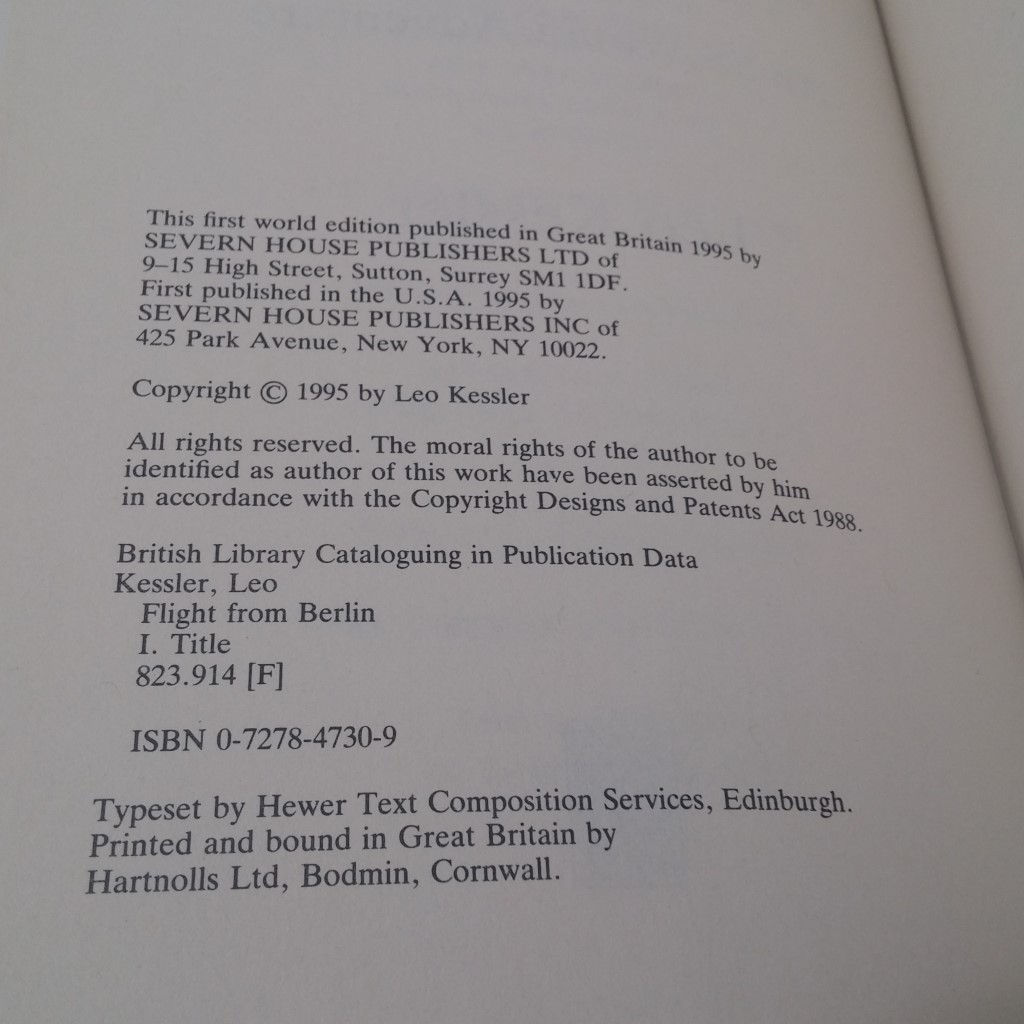 This first world edition published in Great Britain 1995 by
SEVERN HOUSE PUBLISHERS LTD of
9–15 High Street, Sutton, Surrey SM1 1DF.
First published in the U.S.A. 1995 by
SEVERN HOUSE PUBLISHERS INC of
425 Park Avenue, New York, NY 10022.
Copyright © 1995 by Leo Kessler
All rights reserved. The moral rights of the author to be
identified as author of this work have been asserted by him
in accordance with the Copyright Designs and Patents Act 1988.
British Library Cataloguing in Publication Data
Kessler, Leo
Flight from Berlin
I. Title
823.914 [F]
ISBN 0-7278-4730-9
Typeset by Hewer Text Composition Services, Edinburgh.
Printed and bound in Great Britain by
Hartnolls Ltd, Bodmin, Cornwall.